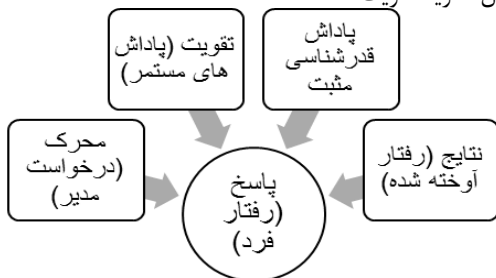 پاداش
قدرشناسی
مثبت
تقویت (پاداش
های مستمر)
نتایج (رفتار
آوخته شده)
محرک
(درخواست
مدیر)
پاسخ
(رفتار
فرد)